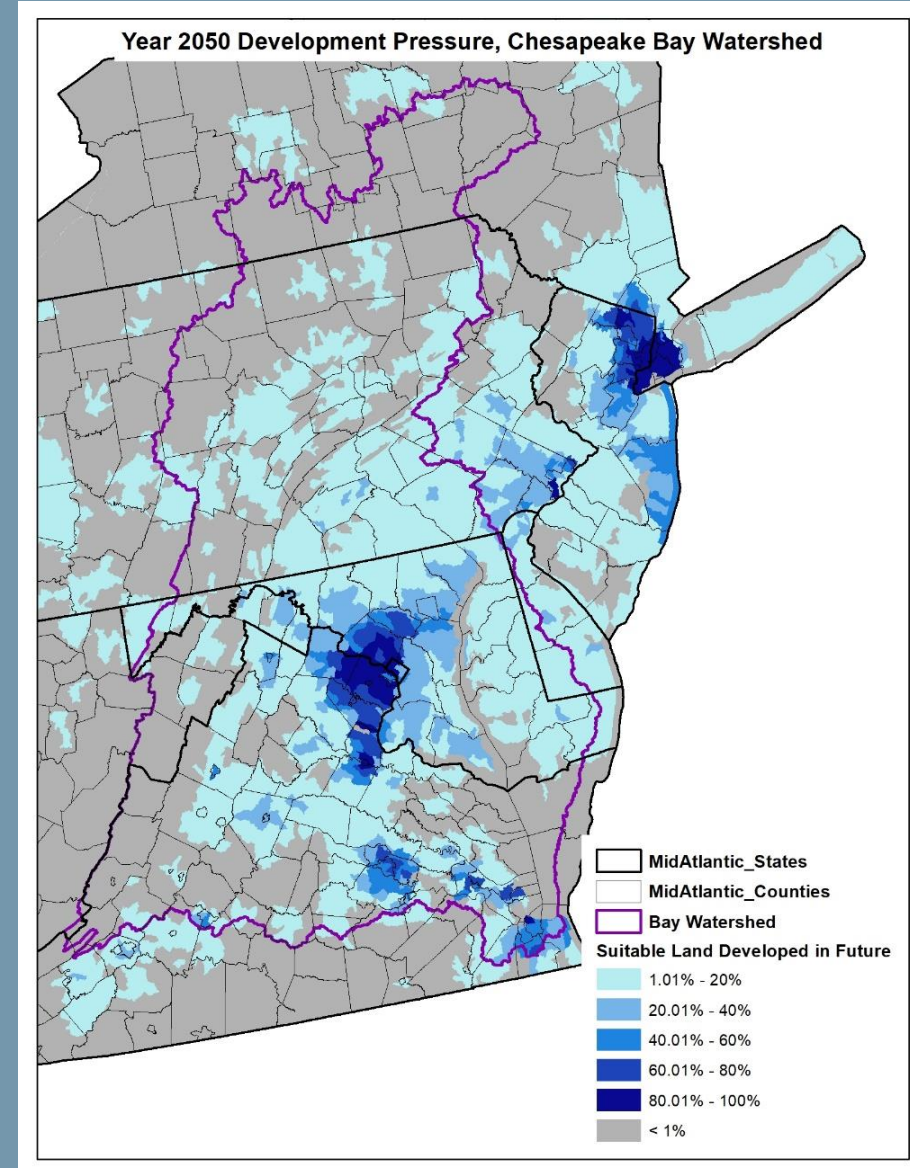 Year 2050 Development Pressure, Chesapeake Bay Watershed
MidAtlantic_States
MidAtlantic_Counties
Bay Watershed
Suitable Land Developed in Future
1.01% - 20%
20.01% - 40%
40.01% - 60%
60.01% - 80%
80.01% - 100%
< 1%